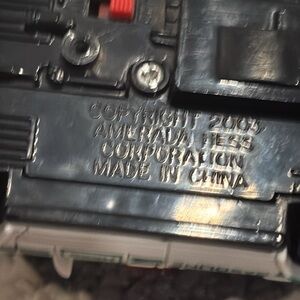 COPYRIGHT 2003
AMERADA HESS
CORPORATION
MADE IN CHINA